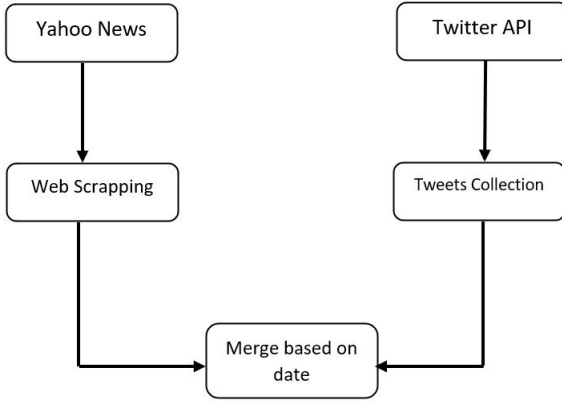 Yahoo News
Twitter API
Web Scrapping
Tweets Collection
Merge based on
date